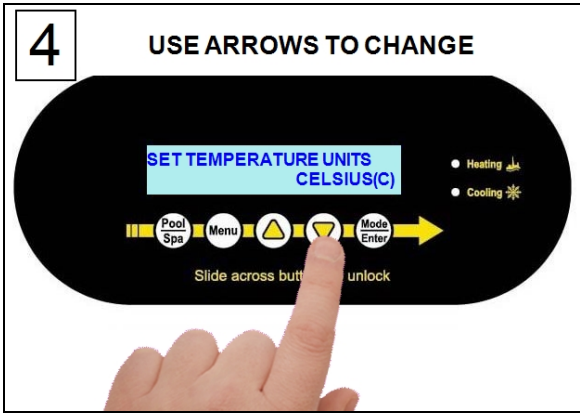 4
USE ARROWS TO CHANGE
SET TEMPERATURE UNITS
CELSIUS(C)
Heating
Cooling
Pool
Spa
Menu
Mode
Enter
Slide across but unlock